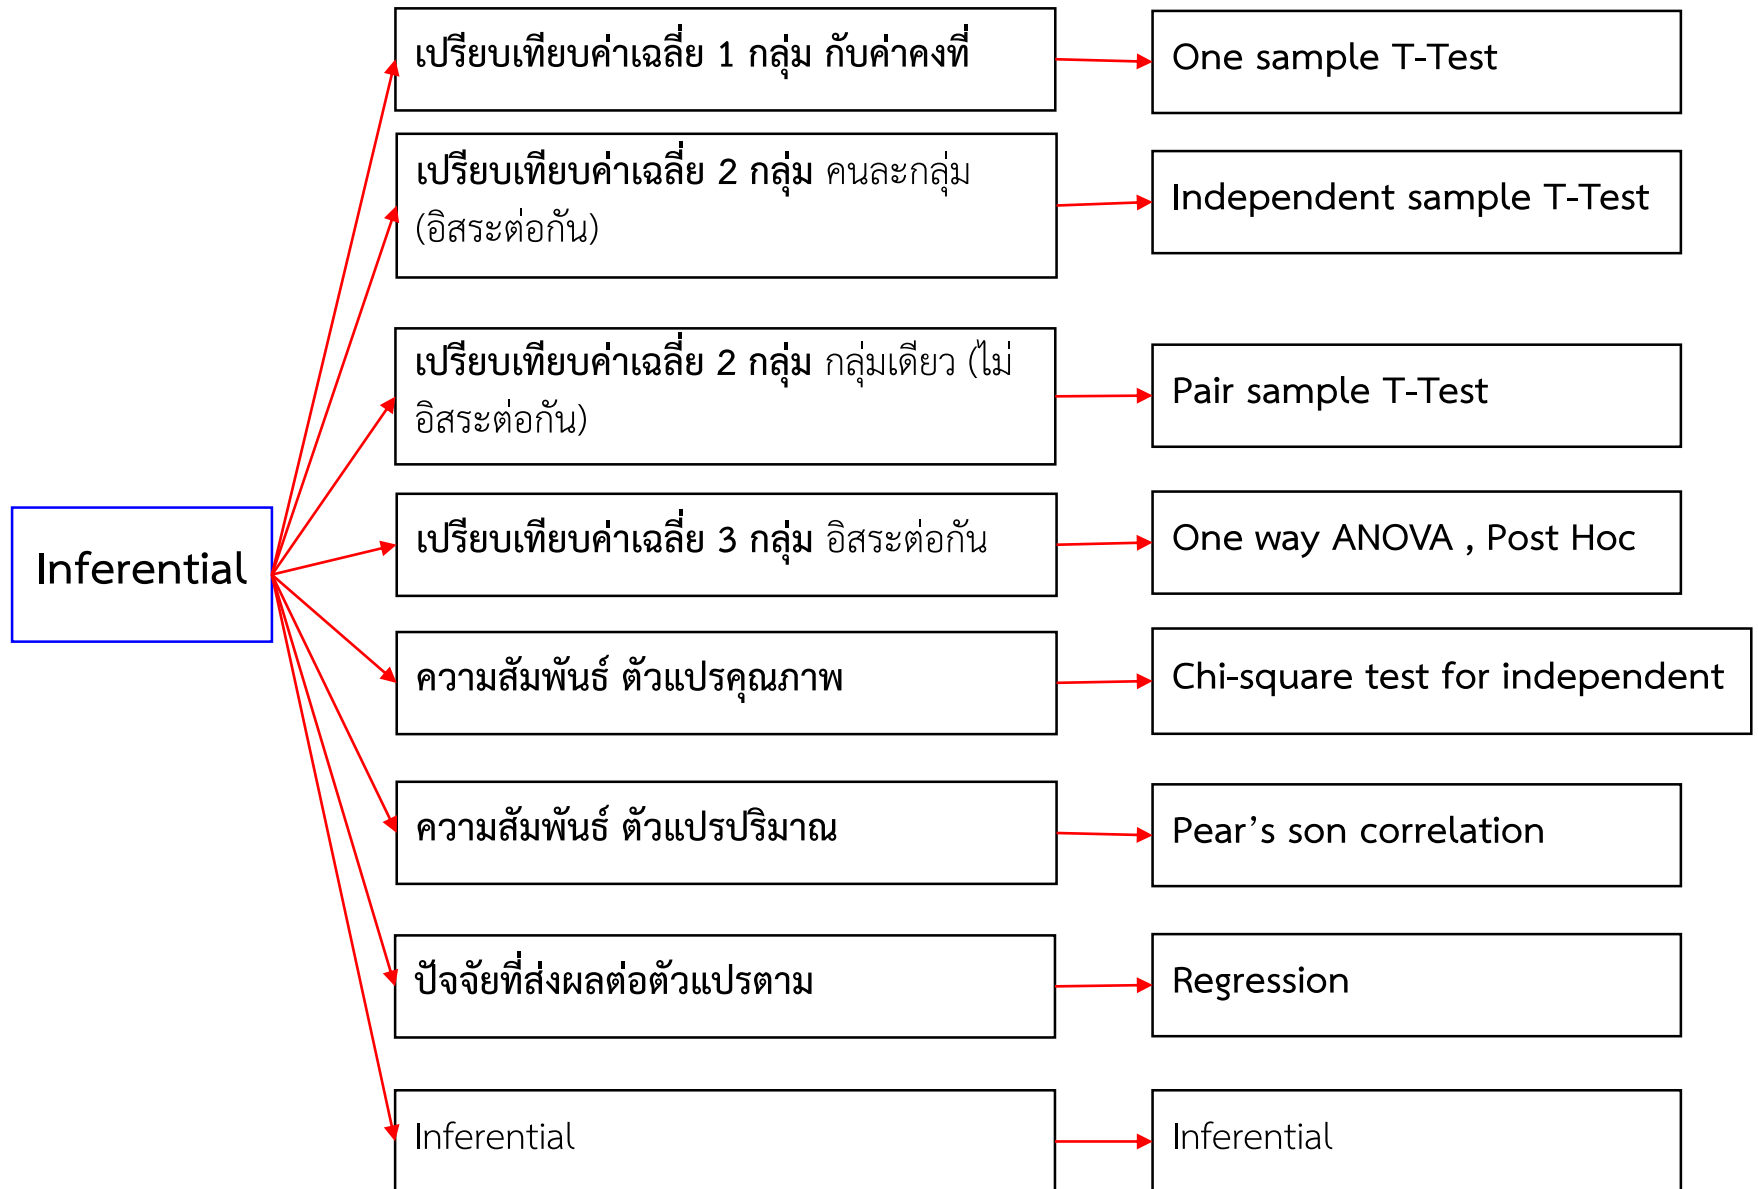 เปรียบเทียบค่าเฉลี่ย 1 กลุ่ม กับค่าคงที่
One sample T-Test
เปรียบเทียบค่าเฉลี่ย 2 กลุ่ม คนละกลุ่ม
(อิสระต่อกัน)
Independent sample T-Test
เปรียบเทียบค่าเฉลี่ย 2 กลุ่ม กลุ่มเดียว (ไม่
อิสระต่อกัน)
Pair sample T-Test
Inferential
เปรียบเทียบค่าเฉลี่ย 3 กลุ่ม อิสระต่อกัน
One way ANOVA , Post Hoc
ความสัมพันธ์ ตัวแปรคุณภาพ
Chi-square test for independent
ความสัมพันธ์ ตัวแปรปริมาณ
Pear’s son correlation
ปัจจัยที่ส่งผลต่อตัวแปรตาม
Regression
Inferential
Inferential